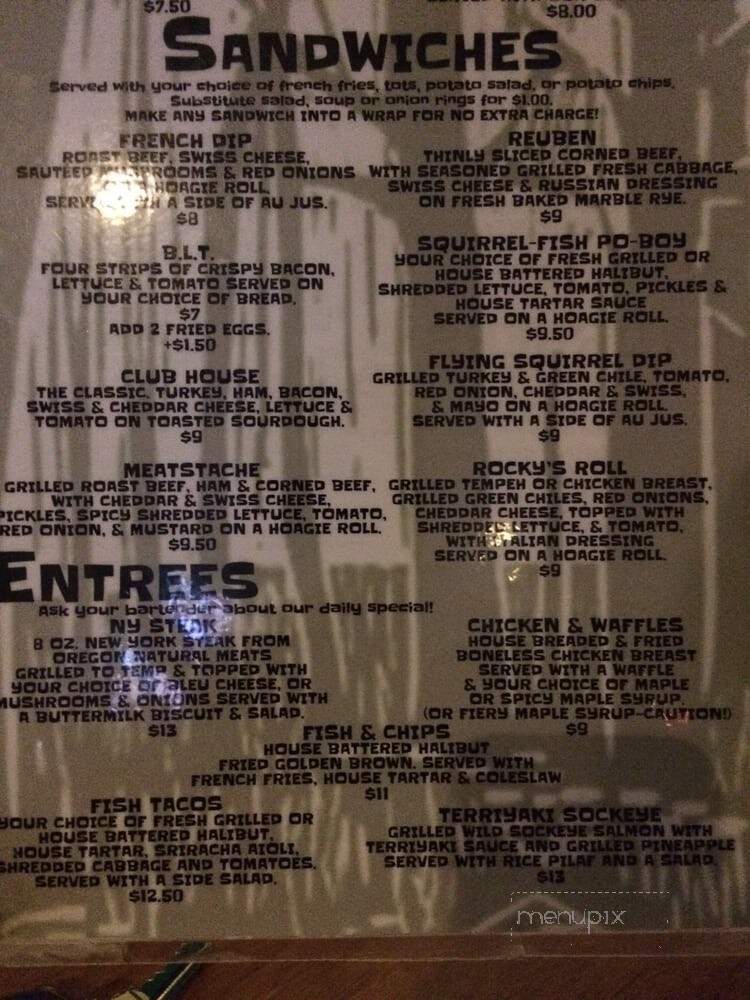 $7.50
$8.00
SANDWICHES
Served with your choice of french fries, tots, potato salad, or potato chips.
Substitute salad, soup or onion rings for $1.00.
MAKE ANY SANDWICH INTO A WRAP FOR NO EXTRA CHARGE!
FRENCH DIP
ROAST BEEF, SWISS CHEESE,
SAUTEED MUSHROOMS & RED ONIONS
ON A HOAGIE ROLL.
SERVED WITH A SIDE OF AU JUS.
$8
B.L.T.
FOUR STRIPS OF CRISPY BACON,
LETTUCE & TOMATO SERVED ON
YOUR CHOICE OF BREAD.
$7
ADD 2 FRIED EGGS.
+$1.50
CLUB HOUSE
THE CLASSIC. TURKEY, HAM, BACON,
SWISS & CHEDDAR CHEESE, LETTUCE &
TOMATO ON TOASTED SOURDOUGH.
$9
MEATSTACHE
GRILLED ROAST BEEF, HAM & CORNED BEEF,
WITH CHEDDAR & SWISS CHEESE,
PICKLES, SPICY SHREDDED LETTUCE, TOMATO,
RED ONION, & MUSTARD ON A HOAGIE ROLL.
$9.50
REUBEN
THINLY SLICED CORNED BEEF,
WITH SEASONED GRILLED FRESH CABBAGE,
SWISS CHEESE & RUSSIAN DRESSING
ON FRESH BAKED MARBLE RYE.
$9
SQUIRREL-FISH PO-BOY
YOUR CHOICE OF FRESH GRILLED OR
HOUSE BATTERED HALIBUT,
SHREDDED LETTUCE, TOMATO, PICKLES &
HOUSE TARTAR SAUCE
SERVED ON A HOAGIE ROLL.
$9.50
FLYING SQUIRREL DIP
GRILLED TURKEY & GREEN CHILE, TOMATO,
RED ONION, CHEDDAR & SWISS,
& MAYO ON A HOAGIE ROLL.
SERVED WITH A SIDE OF AU JUS.
$9
ROCKY'S ROLL
GRILLED TEMPEH OR CHICKEN BREAST,
GRILLED GREEN CHILES, RED ONIONS,
CHEDDAR CHEESE, TOPPED WITH
SHREDDED LETTUCE, & TOMATO,
WITH ITALIAN DRESSING
SERVED ON A HOAGIE ROLL.
$9
ENTREES
Ask your bartender about our daily special!
NY STEAK
8 OZ. NEW YORK STEAK FROM
OREGON NATURAL MEATS
GRILLED TO TEMP & TOPPED WITH
YOUR CHOICE OF BLEU CHEESE, OR
MUSHROOMS & ONIONS SERVED WITH
A BUTTERMILK BISCUIT & SALAD.
$13
CHICKEN & WAFFLES
HOUSE BREADED & FRIED
BONELESS CHICKEN BREAST
SERVED WITH A WAFFLE
& YOUR CHOICE OF MAPLE
OR SPICY MAPLE SYRUP.
(OR FIERY MAPLE SYRUP-CAUTION!)
$9
FISH & CHIPS
HOUSE BATTERED HALIBUT
FRIED GOLDEN BROWN. SERVED WITH
FRENCH FRIES, HOUSE TARTAR & COLESLAW
$11
FISH TACOS
YOUR CHOICE OF FRESH GRILLED OR
HOUSE BATTERED HALIBUT,
HOUSE TARTAR, SRIRACHA AIOLI,
SHREDDED CABBAGE AND TOMATOES.
SERVED WITH A SIDE SALAD.
$12.50
TERRIYAKI SOCKEYE
GRILLED WILD SOCKEYE SALMON WITH
TERRIYAKI SAUCE AND GRILLED PINEAPPLE
SERVED WITH RICE PILAF AND A SALAD.
$13
menupix